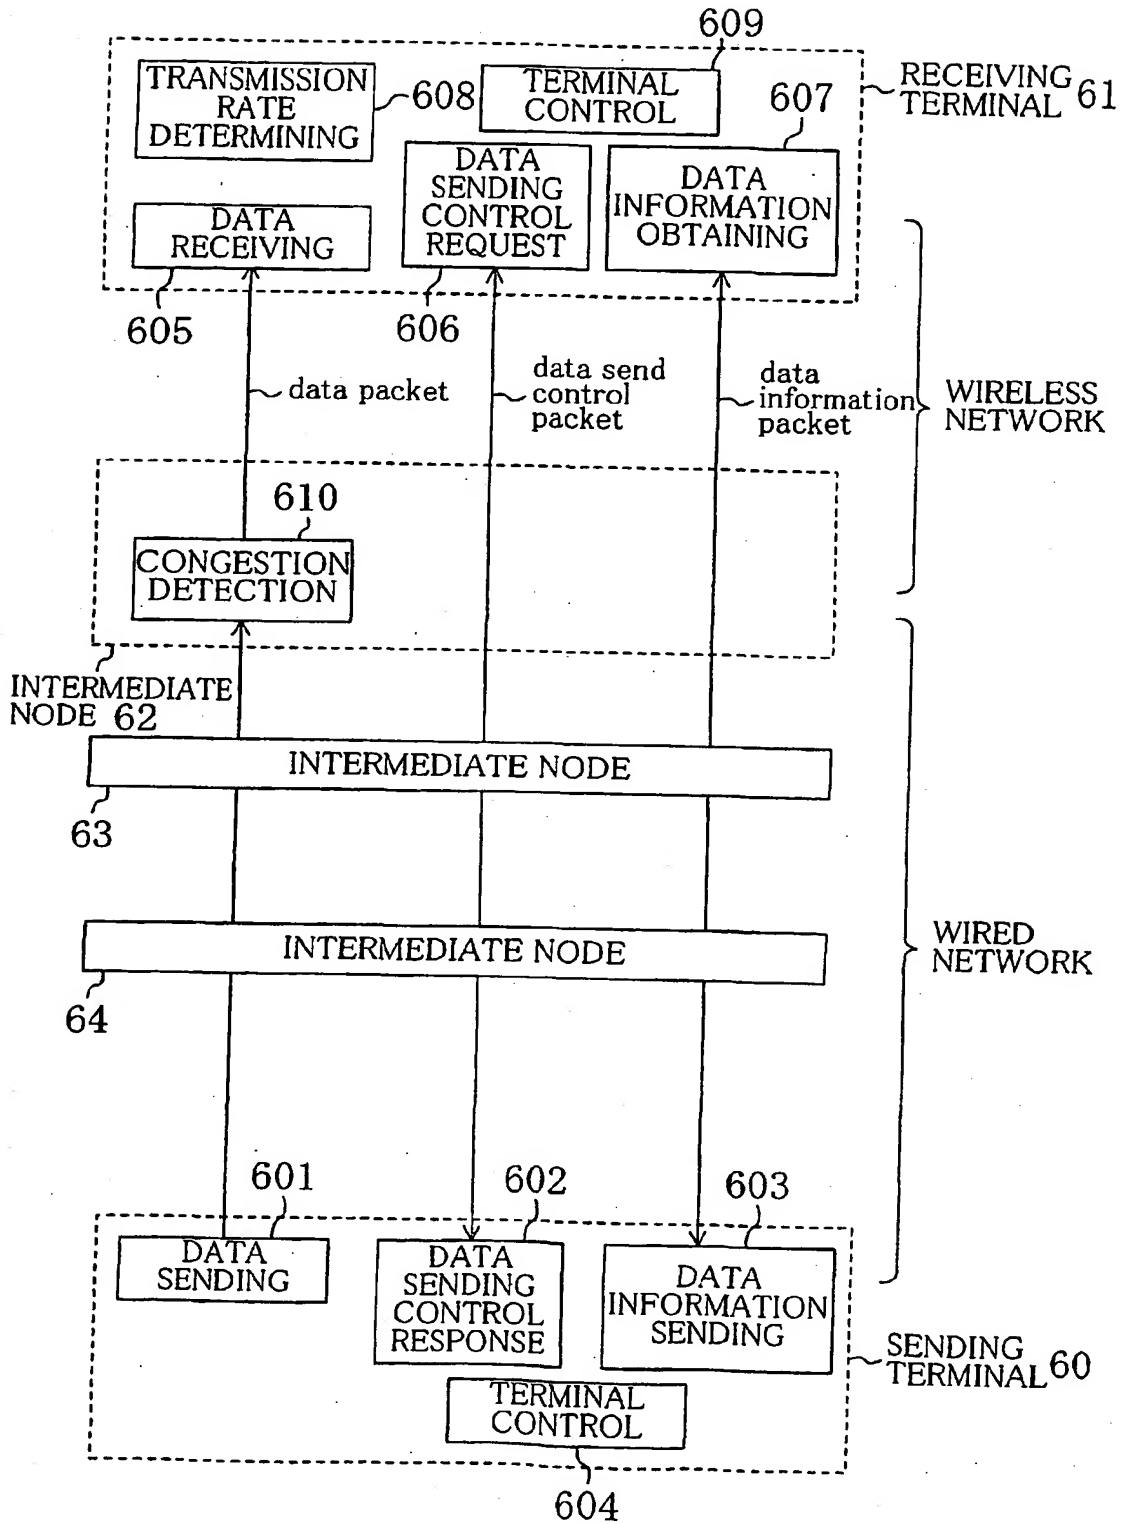 609
TRANSMISSION
RATE
DETERMINING
608
TERMINAL
CONTROL
607
RECEIVING
TERMINAL 61
DATA
SENDING
CONTROL
REQUEST
DATA
INFORMATION
OBTAINING
DATA
RECEIVING
605
606
data packet
data send
control
packet
data
information
packet
WIRELESS
NETWORK
610
CONGESTION
DETECTION
INTERMEDIATE
NODE 62
INTERMEDIATE NODE
63
INTERMEDIATE NODE
64
WIRED
NETWORK
601
602
603
DATA
SENDING
DATA
SENDING
CONTROL
RESPONSE
DATA
INFORMATION
SENDING
SENDING
TERMINAL 60
TERMINAL
CONTROL
604